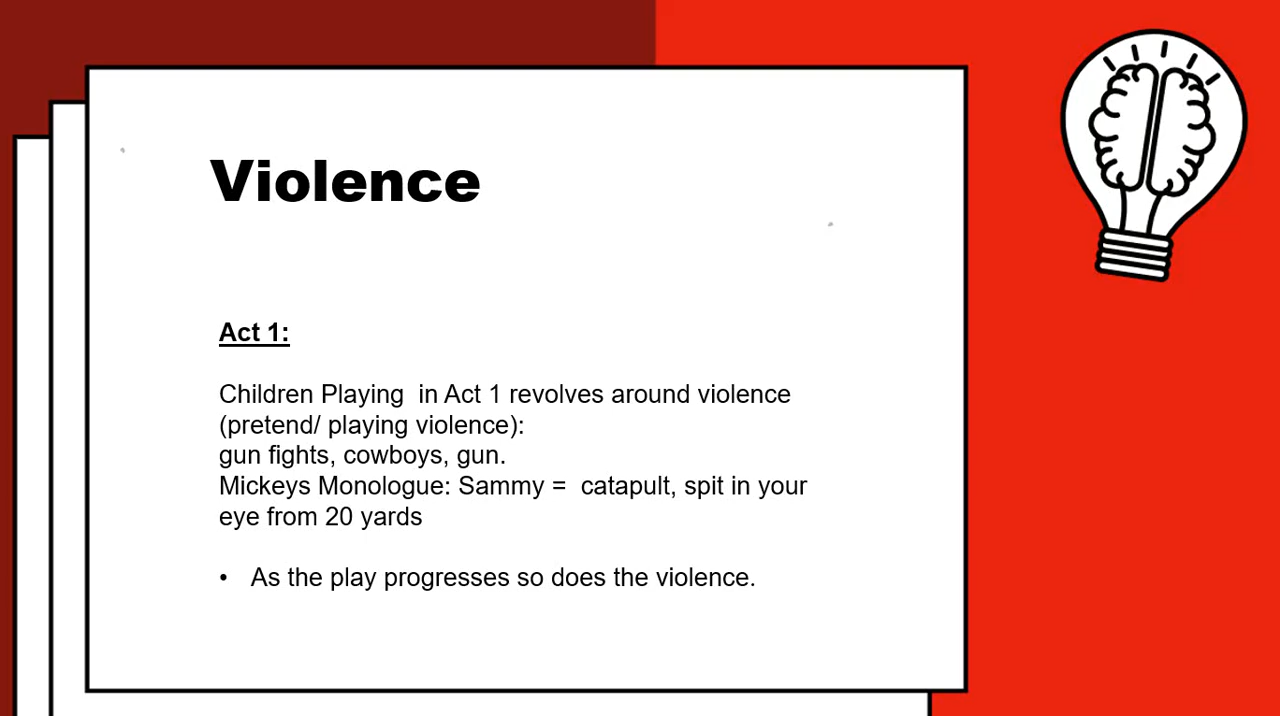 Violence
Act 1:
Children Playing  in Act 1 revolves around violence
(pretend/ playing violence):
gun fights, cowboys, gun.
Mickeys Monologue: Sammy =  catapult, spit in your
eye from 20 yards
• As the play progresses so does the violence.